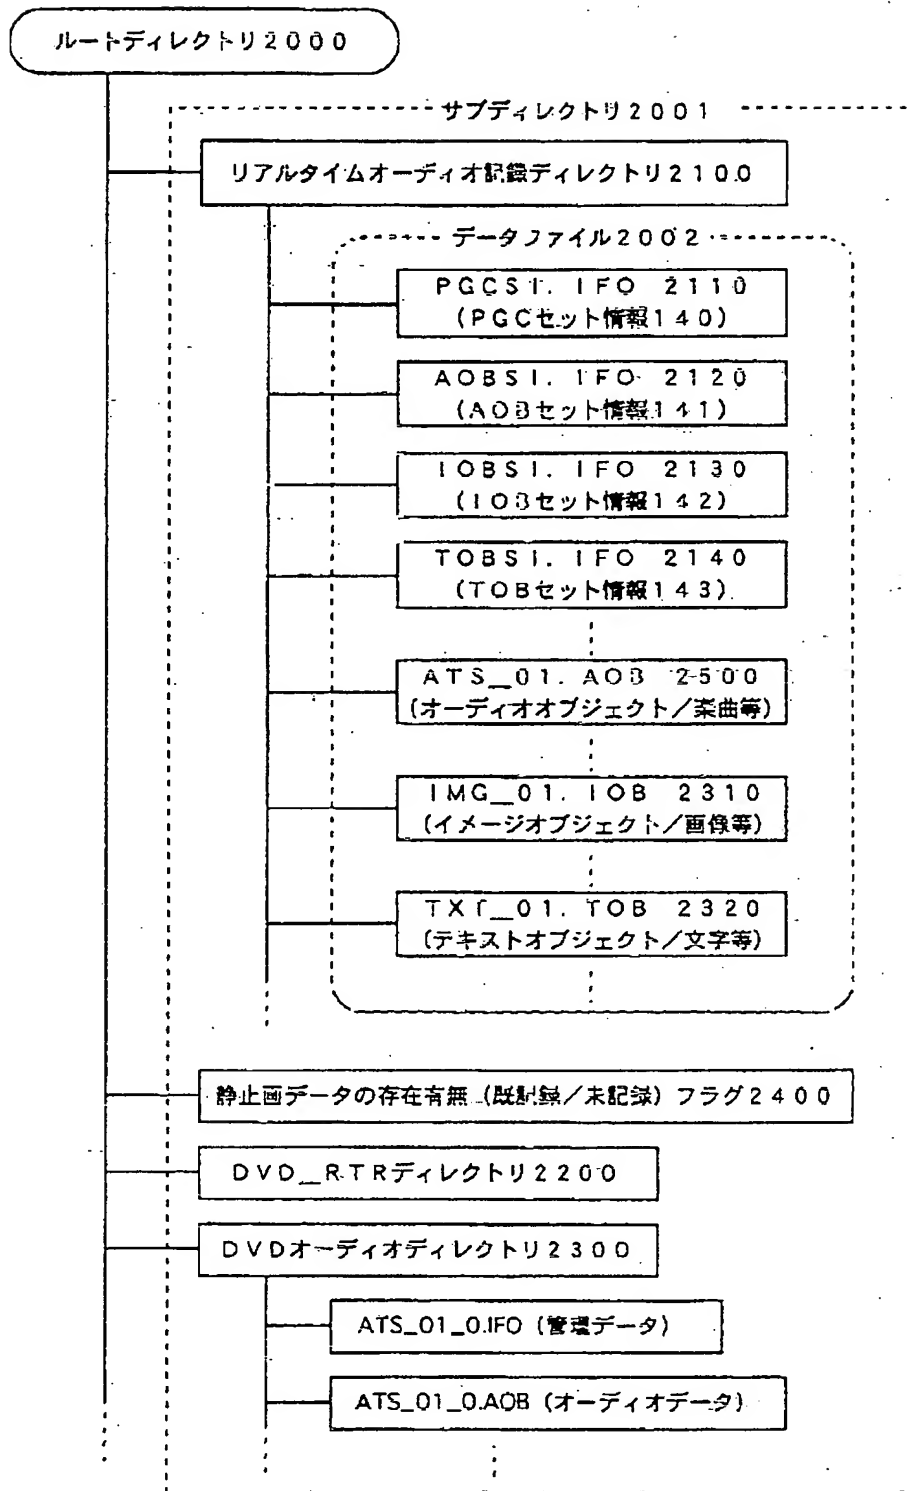 ルートディレクトリ２０００
サブディレクトリ２００１
リアルタイムオーディオ記録ディレクトリ２１００
データファイル２００２
ＰＧＣＳＩ．ＩＦＯ ２１１０
（ＰＧＣセット情報１４０）
ＡＯＢＳＩ．ＩＦＯ ２１２０
（ＡＯＢセット情報１４１）
ＩＯＢＳＩ．ＩＦＯ ２１３０
（ＩＯＢセット情報１４２）
ＴＯＢＳＩ．ＩＦＯ ２１４０
（ＴＯＢセット情報１４３）
ＡＴＳ＿０１．ＡＯＢ ２５００
（オーディオオブジェクト／楽曲等）
ＩＭＧ＿０１．ＩＯＢ ２３１０
（イメージオブジェクト／画像等）
ＴＸＴ＿０１．ＴＯＢ ２３２０
（テキストオブジェクト／文字等）
静止画データの存在有無（既記録／未記録）フラグ２４００
ＤＶＤ＿ＲＴＲディレクトリ２２００
ＤＶＤオーディオディレクトリ２３００
ATS_01_0.IFO（管理データ）
ATS_01_0.AOB（オーディオデータ）